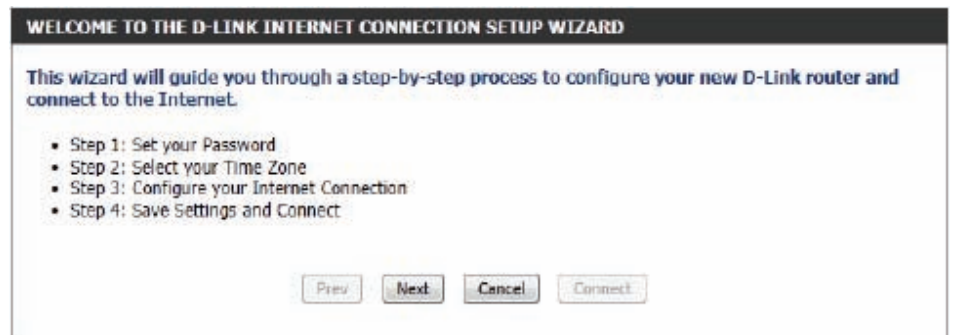 WELCOME TO THE D-LINK INTERNET CONNECTION SETUP WIZARD
This wizard will guide you through a step-by-step process to configure your new D-Link router and
connect to the Internet.
• Step 1: Set your Password
• Step 2: Select your Time Zone
• Step 3: Configure your Internet Connection
• Step 4: Save Settings and Connect
Prev Next Cancel Connect